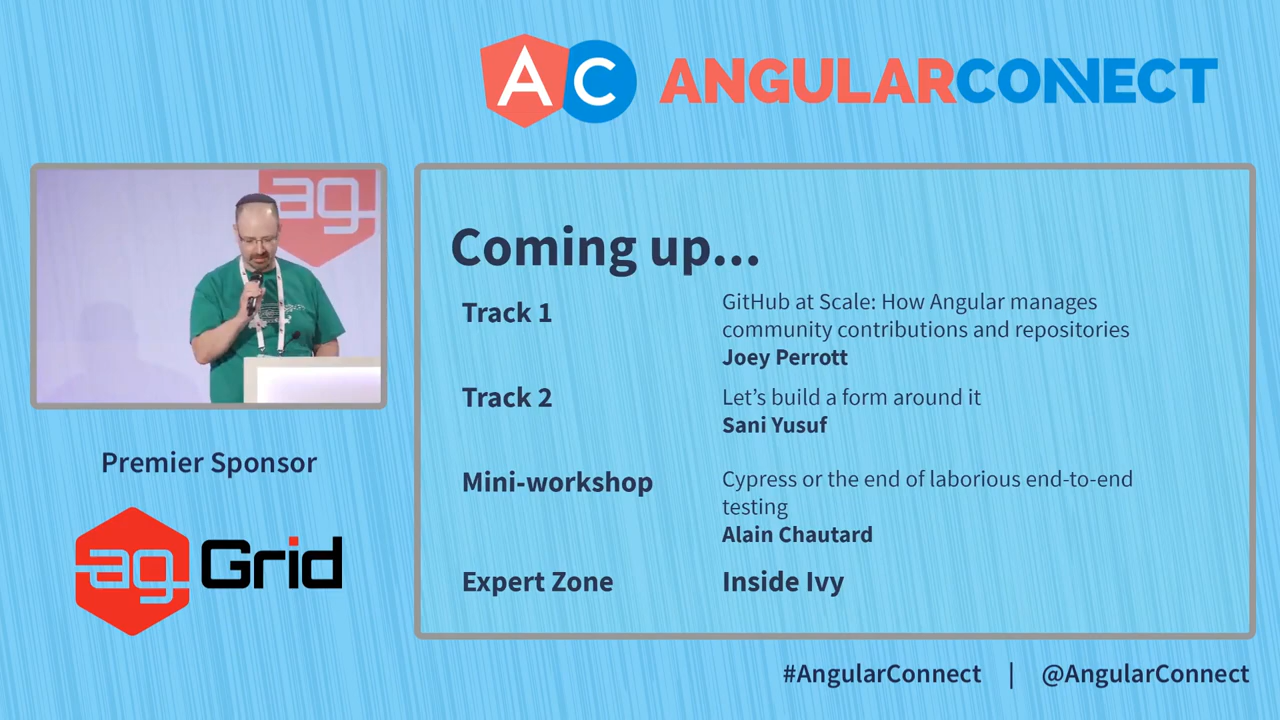 AC ANGULARCONNECT
ag
Coming up...
Track 1
GitHub at Scale: How Angular manages
community contributions and repositories
Joey Perrott
Track 2
Let’s build a form around it
Sani Yusuf
Mini-workshop
Cypress or the end of laborious end-to-end
testing
Alain Chautard
Expert Zone
Inside Ivy
Premier Sponsor
ag Grid
#AngularConnect | @AngularConnect